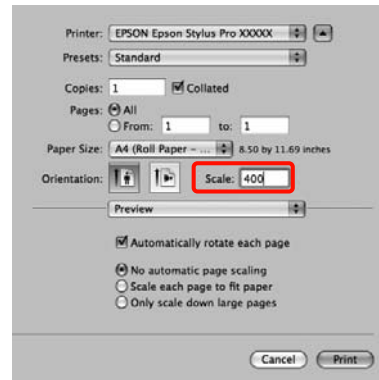 Printer: EPSON Epson Stylus Pro XXXXX
Presets: Standard
Copies: 1 Collated
Pages: All
From: 1 to: 1
Paper Size: A4 (Roll Paper – ... 8.50 by 11.69 inches
Orientation: Scale: 400
Preview
Automatically rotate each page
No automatic page scaling
Scale each page to fit paper
Only scale down large pages
Cancel Print